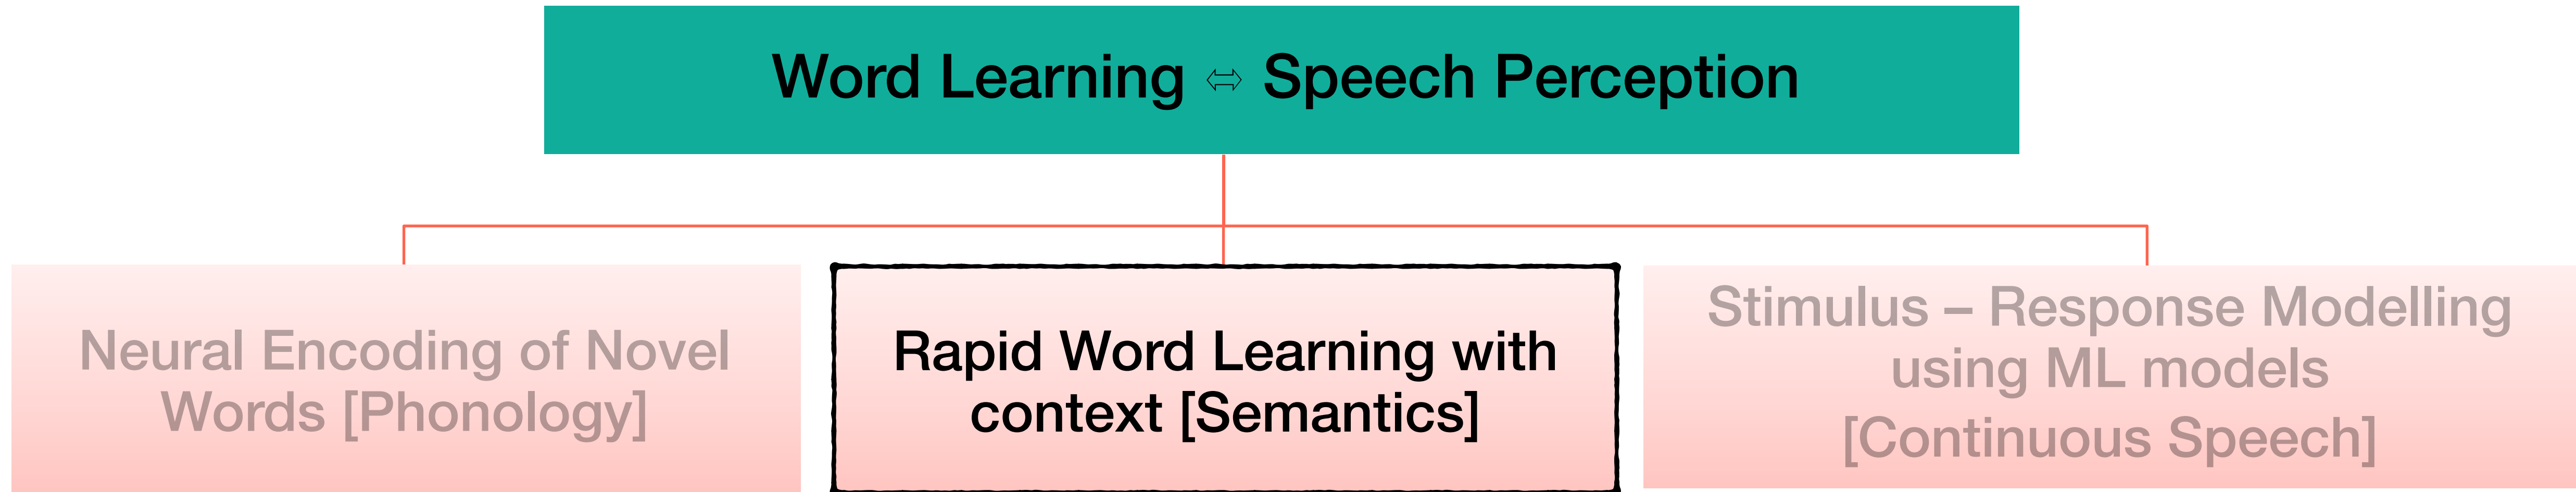 Word Learning ⇔ Speech Perception
Neural Encoding of Novel
Words [Phonology]
Rapid Word Learning with
context [Semantics]
Stimulus – Response Modelling
using ML models
[Continuous Speech]